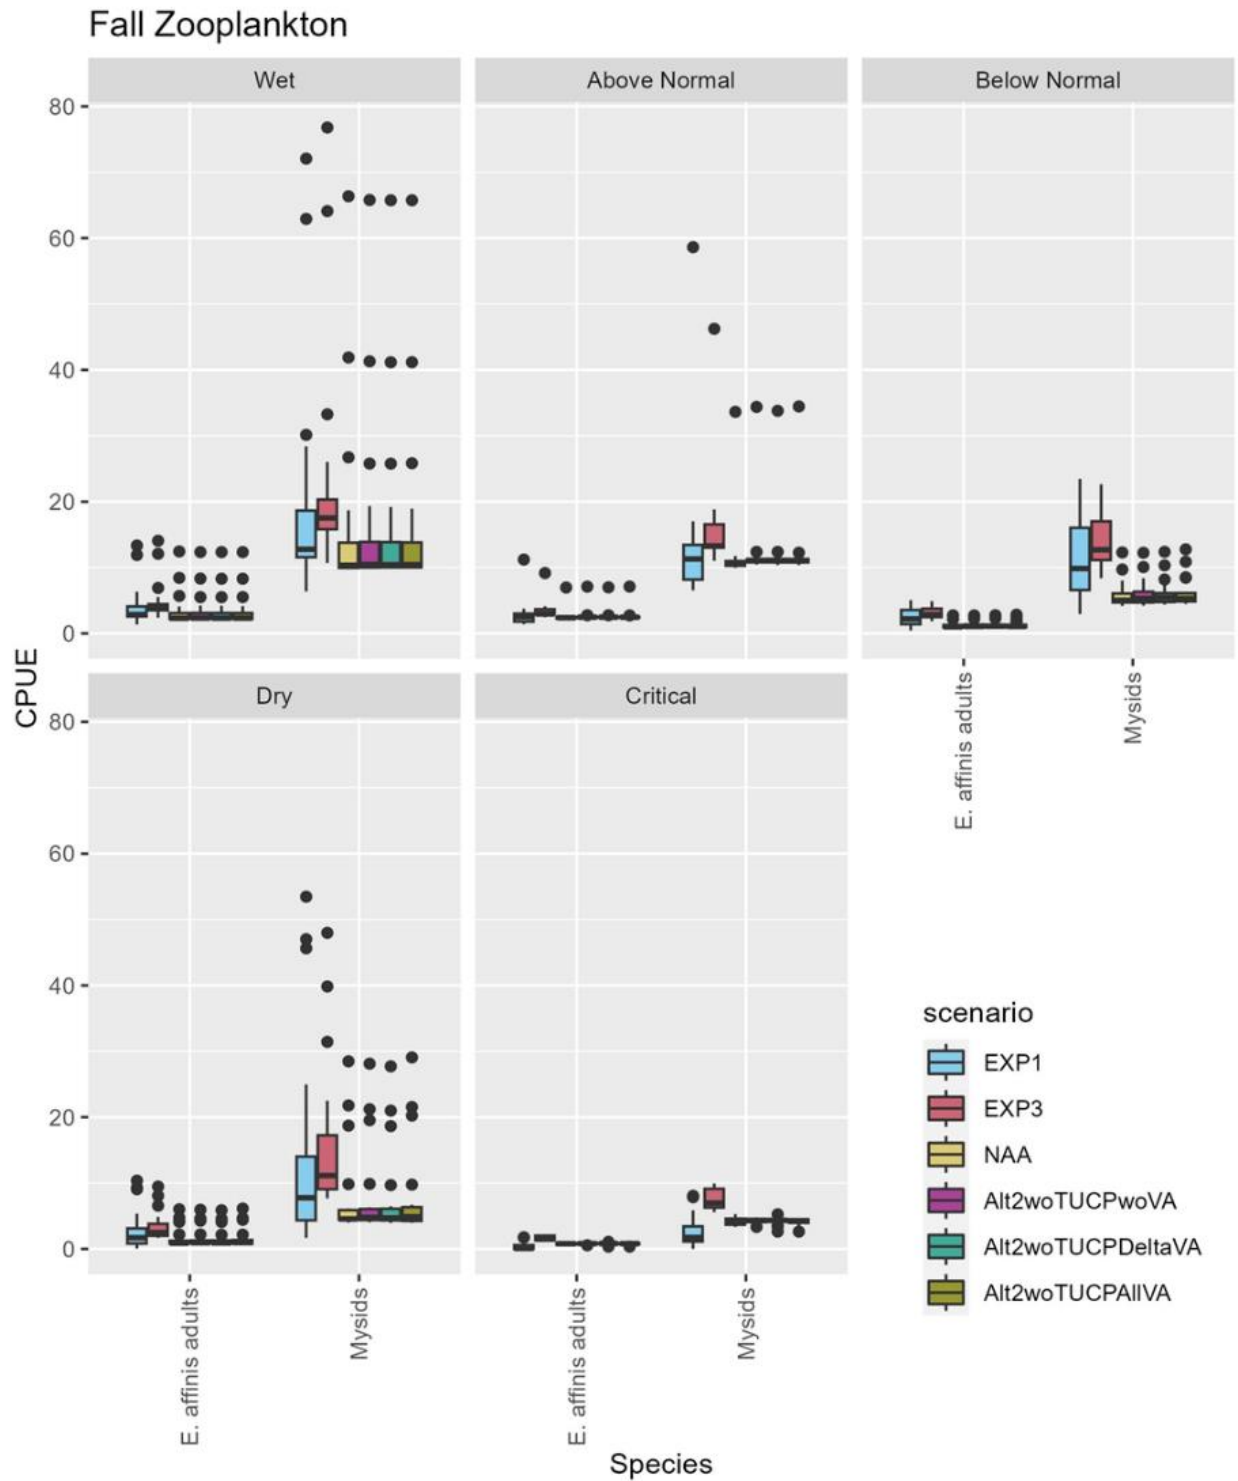 Fall Zooplankton
Wet
Above Normal
Below Normal
80
60
40
20
0
CPUE
E. affinis adults
Mysids
Dry
Critical
80
60
40
20
0
E. affinis adults
Mysids
E. affinis adults
Mysids
Species
scenario
EXP1
EXP3
NAA
Alt2woTUCPwoVA
Alt2woTUCPDeltaVA
Alt2woTUCPAllVA